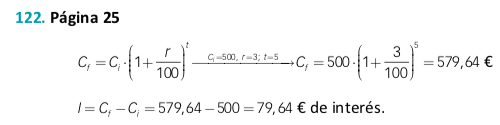 122. Página 25
C_f = C_i · (1 + r/100)^t —C_i=500, r=3; t=5→ C_f = 500 · (1 + 3/100)^5 = 579,64 €
I = C_f – C_i = 579,64 – 500 = 79,64 € de interés.